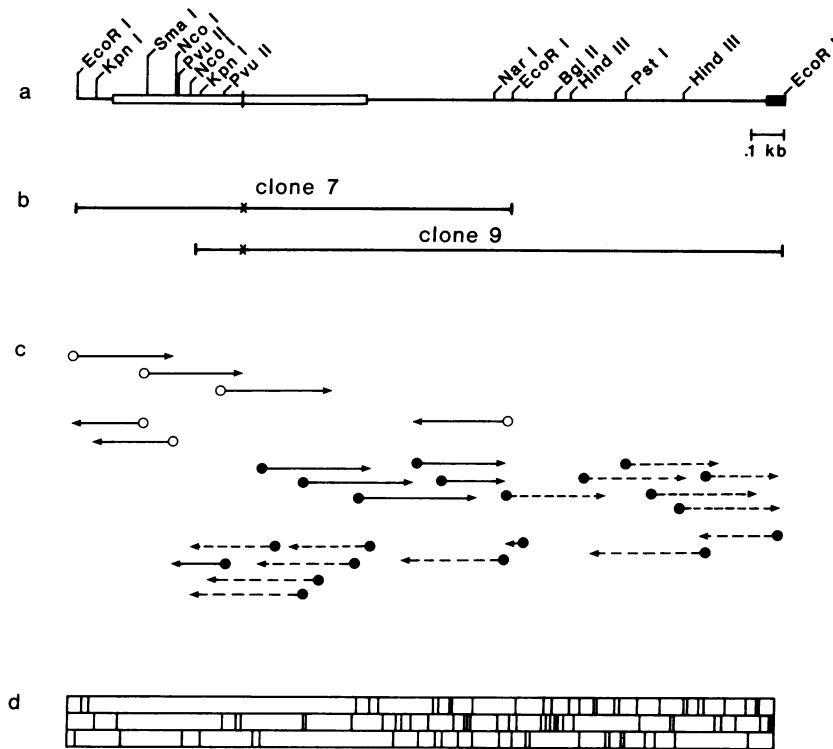 a
EcoR I
Kpn I
Sma I
Nco I
Pvu II
Nco I
Kpn I
Pvu II
Nar I
EcoR I
Bgl II
Hind III
Pst I
Hind III
EcoR I
.1 kb
b
clone 7
clone 9
c
d